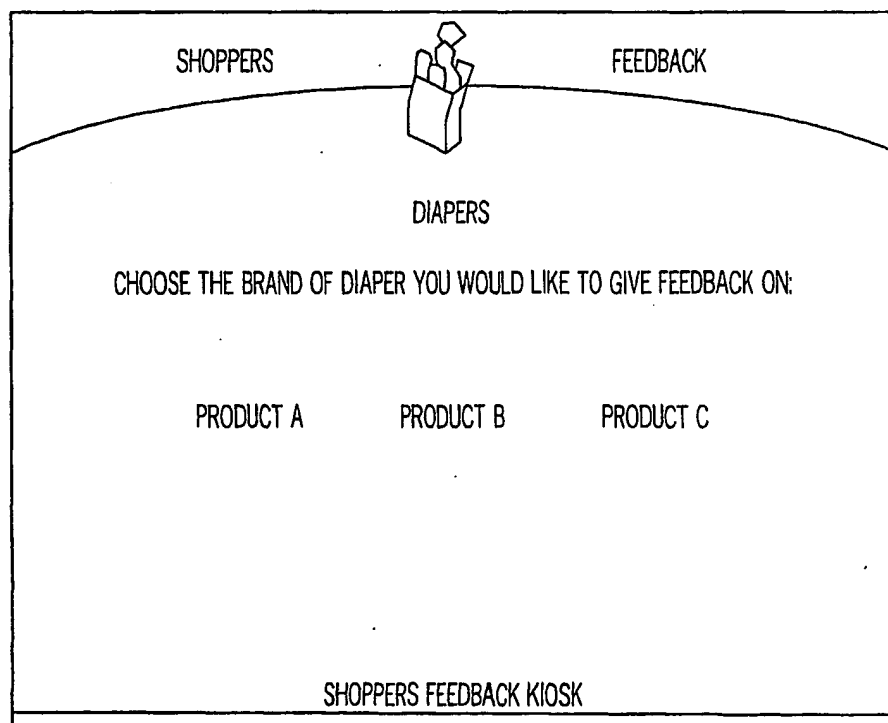 SHOPPERS FEEDBACK
DIAPERS
CHOOSE THE BRAND OF DIAPER YOU WOULD LIKE TO GIVE FEEDBACK ON:
PRODUCT A PRODUCT B PRODUCT C
SHOPPERS FEEDBACK KIOSK